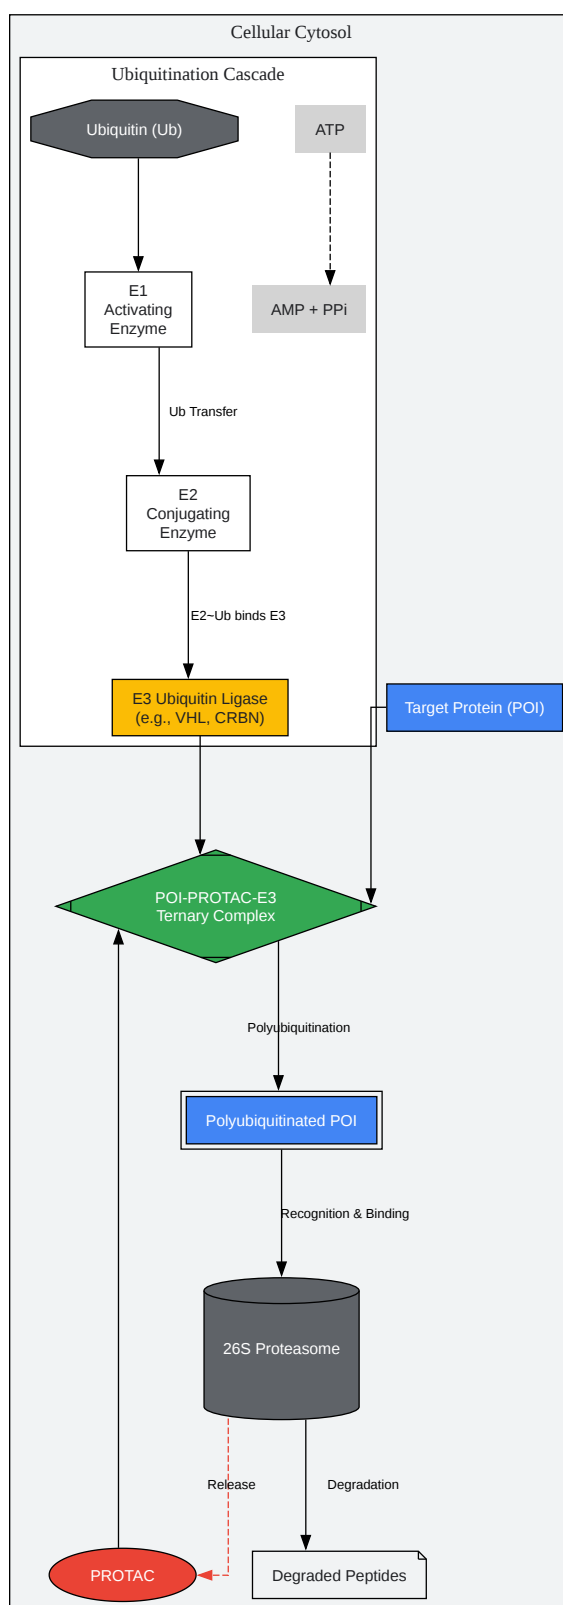 Cellular Cytosol
Ubiquitination Cascade
Ubiquitin (Ub)
ATP
E1
Activating
Enzyme
AMP + PPi
Ub Transfer
E2
Conjugating
Enzyme
E2~Ub binds E3
E3 Ubiquitin Ligase
(e.g., VHL, CRBN)
Target Protein (POI)
POI-PROTAC-E3
Ternary Complex
Polyubiquitination
Polyubiquitinated POI
Recognition & Binding
26S Proteasome
Release
Degradation
PROTAC
Degraded Peptides